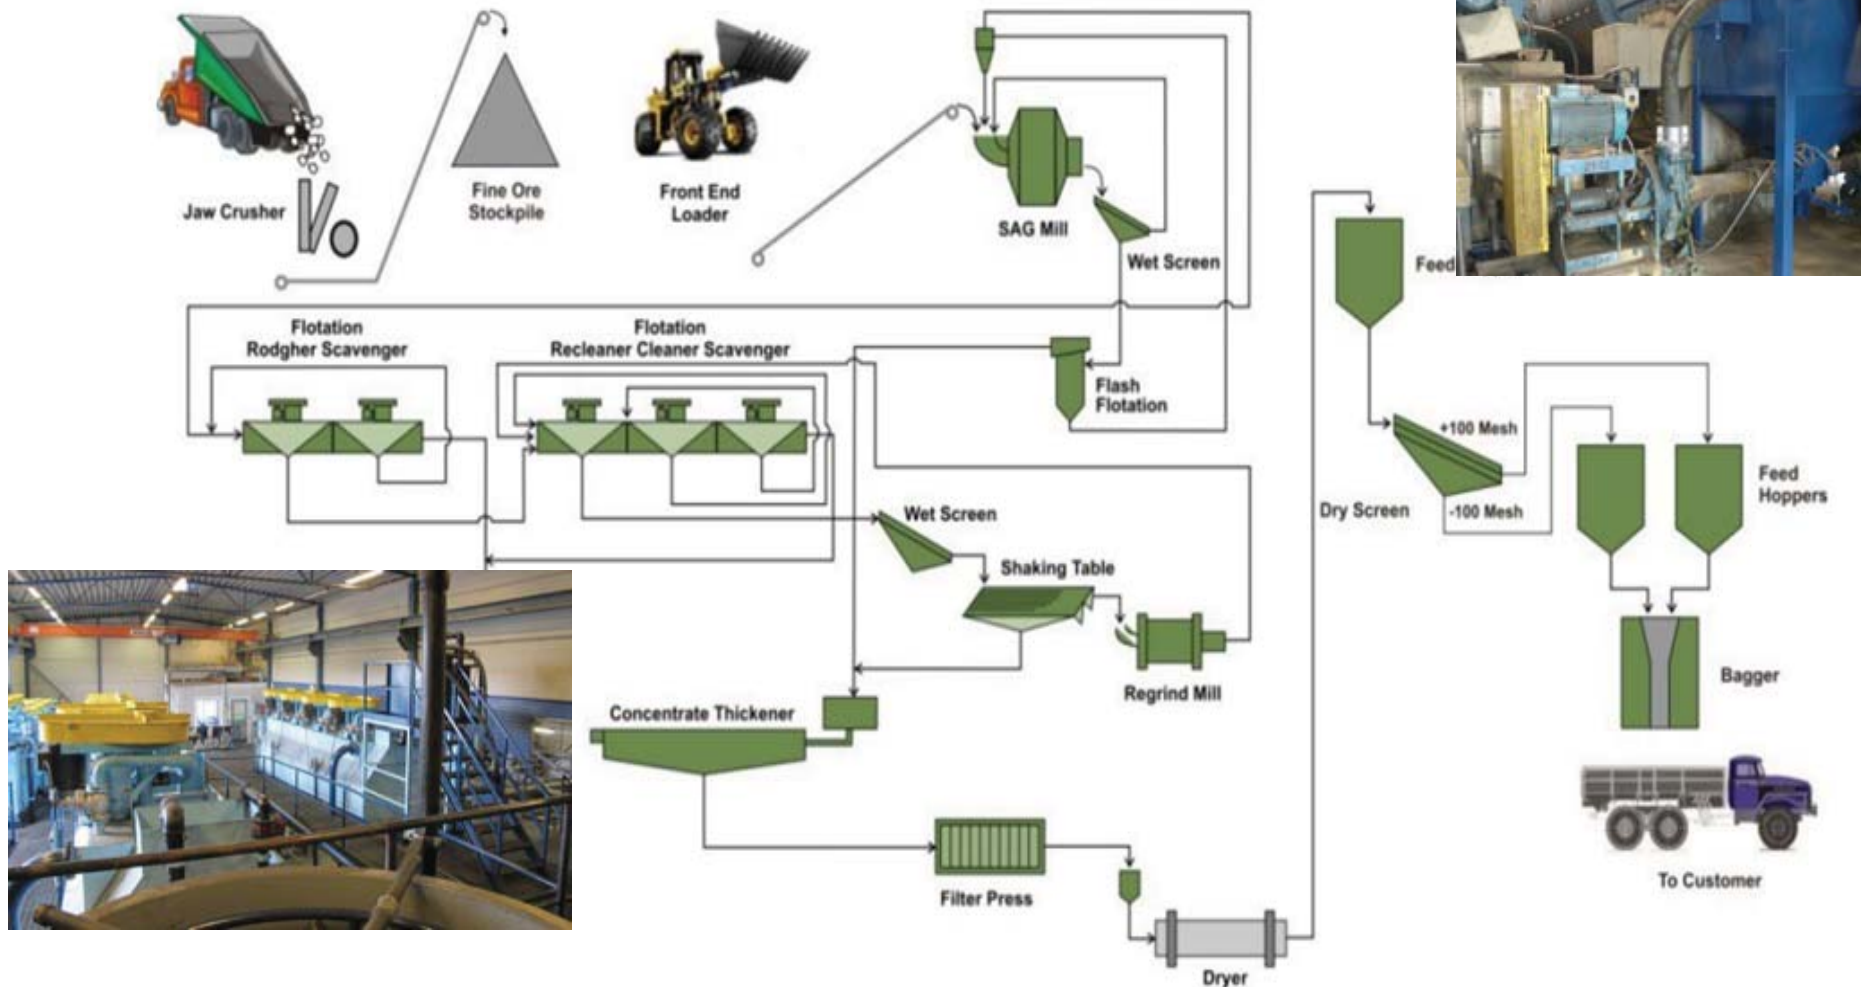 Jaw Crusher
Fine Ore
Stockpile
Front End
Loader
SAG Mill
Wet Screen
Feed
Flotation
Rodgher Scavenger
Flotation
Recleaner Cleaner Scavenger
Flash
Flotation
+100 Mesh
-100 Mesh
Dry Screen
Feed
Hoppers
Wet Screen
Shaking Table
Regrind Mill
Bagger
Concentrate Thickener
To Customer
Filter Press
Dryer